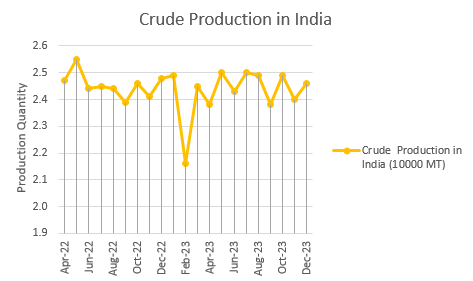 Crude Production in India
2.6
2.5
2.4
2.3
2.2
2.1
2.0
1.9
Production Quantity
Apr-22
Jun-22
Aug-22
Oct-22
Dec-22
Feb-23
Apr-23
Jun-23
Aug-23
Oct-23
Dec-23
Crude Production in
India (10000 MT)